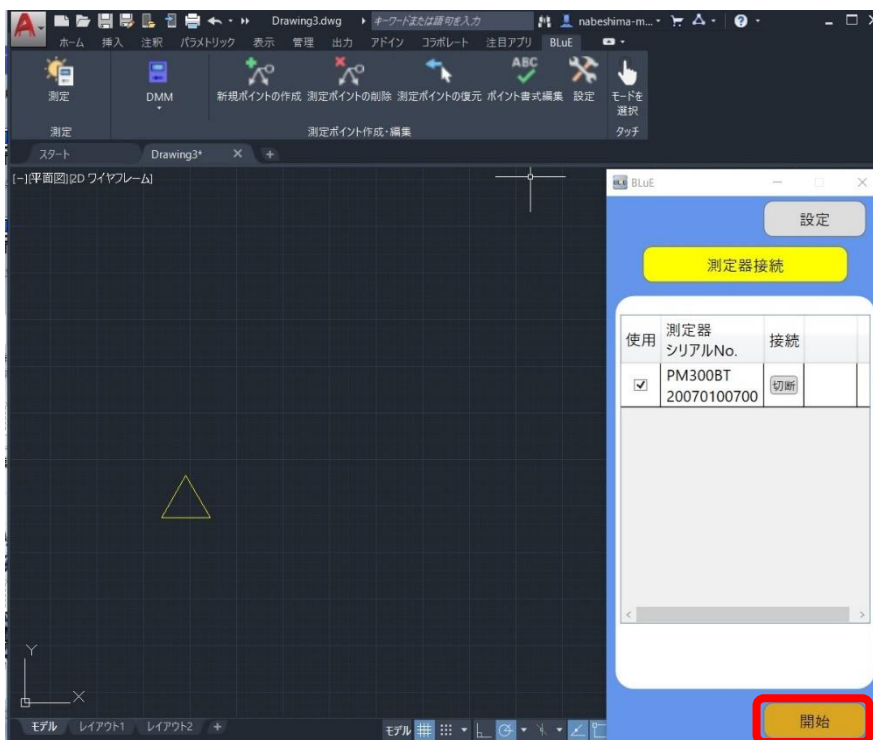 A
Drawing3.dwg
キーワードまたは語句を入力
nabeshima-m...
ホーム 挿入 注釈 パラメトリック 表示 管理 出力 アドイン コラボレート 注目アプリ BLuE
ABC
測定 DMM 新規ポイントの作成 測定ポイントの削除 測定ポイントの復元 ポイント書式編集 設定 モードを
選択
測定 測定ポイント作成・編集 タッチ
スタート Drawing3* × +
[-][平面図][2D ワイヤフレーム]
BLuE
設定
測定器接続
使用 測定器
シリアルNo. 接続
PM300BT
20070100700 切断
Y
X
モデル レイアウト1 レイアウト2 + モデル
開始